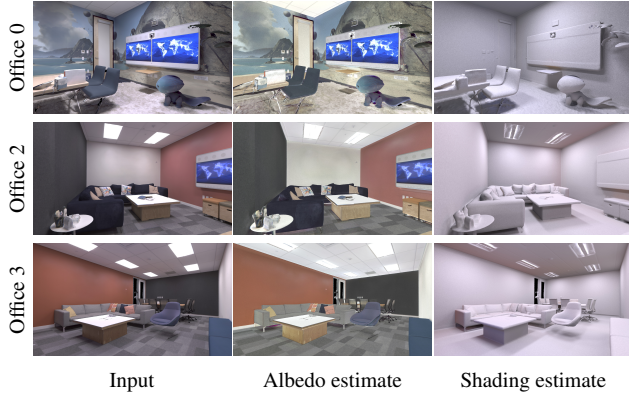 Office 0
Office 2
Office 3
Input Albedo estimate Shading estimate